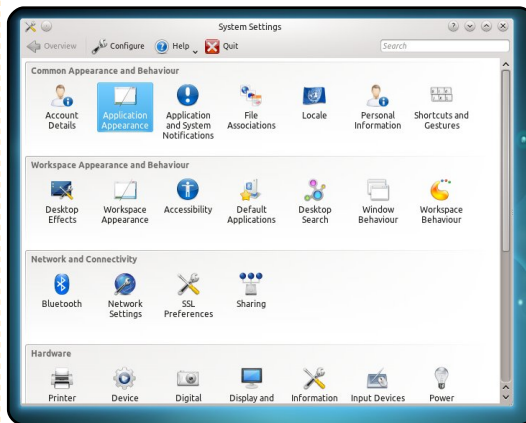 System Settings
Overview Configure Help Quit Search
Common Appearance and Behaviour
Account Details
Application Appearance
Application and System Notifications
File Associations
Locale
Personal Information
Shortcuts and Gestures
Workspace Appearance and Behaviour
Desktop Effects
Workspace Appearance
Accessibility
Default Applications
Desktop Search
Window Behaviour
Workspace Behaviour
Network and Connectivity
Bluetooth
Network Settings
SSL Preferences
Sharing
Hardware
Printer
Device
Digital
Display and
Information
Input Devices
Power